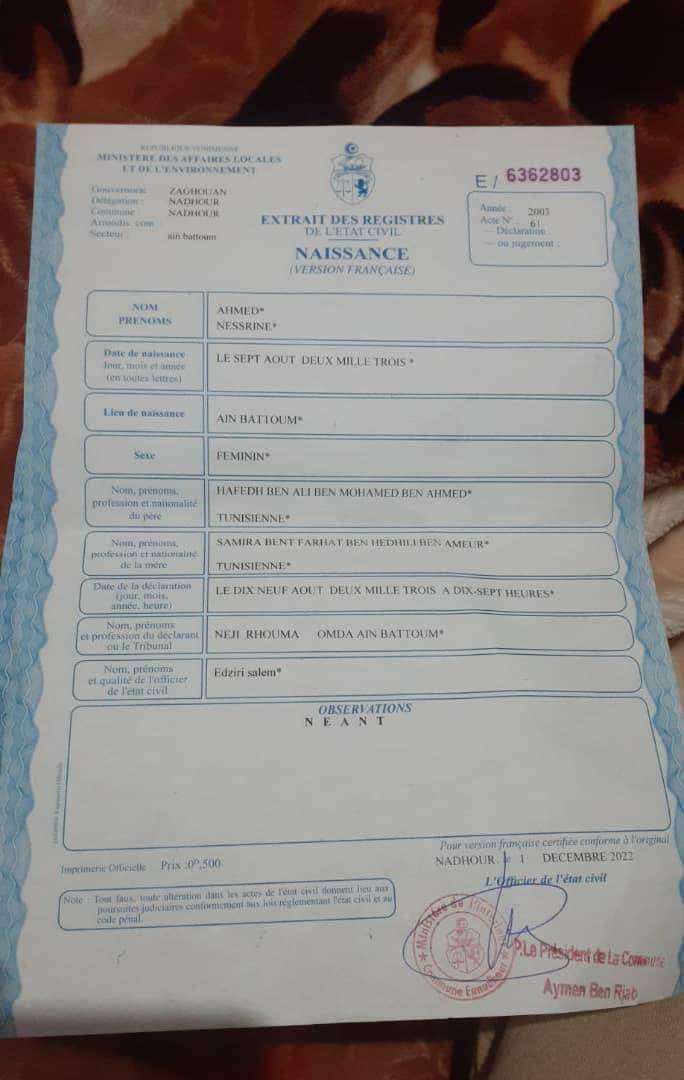 REPUBLIQUE TUNISIENNE
MINISTERE DES AFFAIRES LOCALES
ET DE L'ENVIRONNEMENT
Gouvernorat ZAGHOUAN
Délégation : NADHOUR
Commune NADHOUR
Arrondis. com
Secteur : ain battoum
EXTRAIT DES REGISTRES
DE L'ETAT CIVIL
NAISSANCE
(VERSION FRANÇAISE)
E / 6362803
Année : 2003
Acte N° : 61
— Déclaration
— ou jugement :
NOM
PRENOMS
AHMED*
NESSRINE*
Date de naissance
Jour, mois et année
(en toutes lettres)
LE SEPT AOUT DEUX MILLE TROIS *
Lieu de naissance
AIN BATTOUM*
Sexe
FEMININ*
Nom, prénoms,
profession et nationalité
du père
HAFEDH BEN ALI BEN MOHAMED BEN AHMED*
TUNISIENNE*
Nom, prénoms,
profession et nationalité
de la mère
SAMIRA BENT FARHAT BEN HEDHILI BEN AMEUR*
TUNISIENNE*
Date de la déclaration
(jour, mois,
année, heure)
LE DIX NEUF AOUT DEUX MILLE TROIS A DIX-SEPT HEURES*
Nom, prénoms
et profession du déclarant
ou le Tribunal
NEJI RHOUMA OMDA AIN BATTOUM*
Nom, prénoms
et qualité de l'officier
de l'état civil
Edziri salem*
OBSERVATIONS
N E A N T
Pour version française certifiée conforme à l'original
Imprimerie Officielle Prix :0ᴰ,500
NADHOUR. le 1 DECEMBRE 2022
L'Officier de l'état civil
Note : Tout faux, toute altération dans les actes de l'état civil donnent lieu aux
poursuites judiciaires conformement aux lois réglementant l'état civil et au
code pénal.
Commune Ennadhour
P.Le Président de La Commune
Aymen Ben Rjab